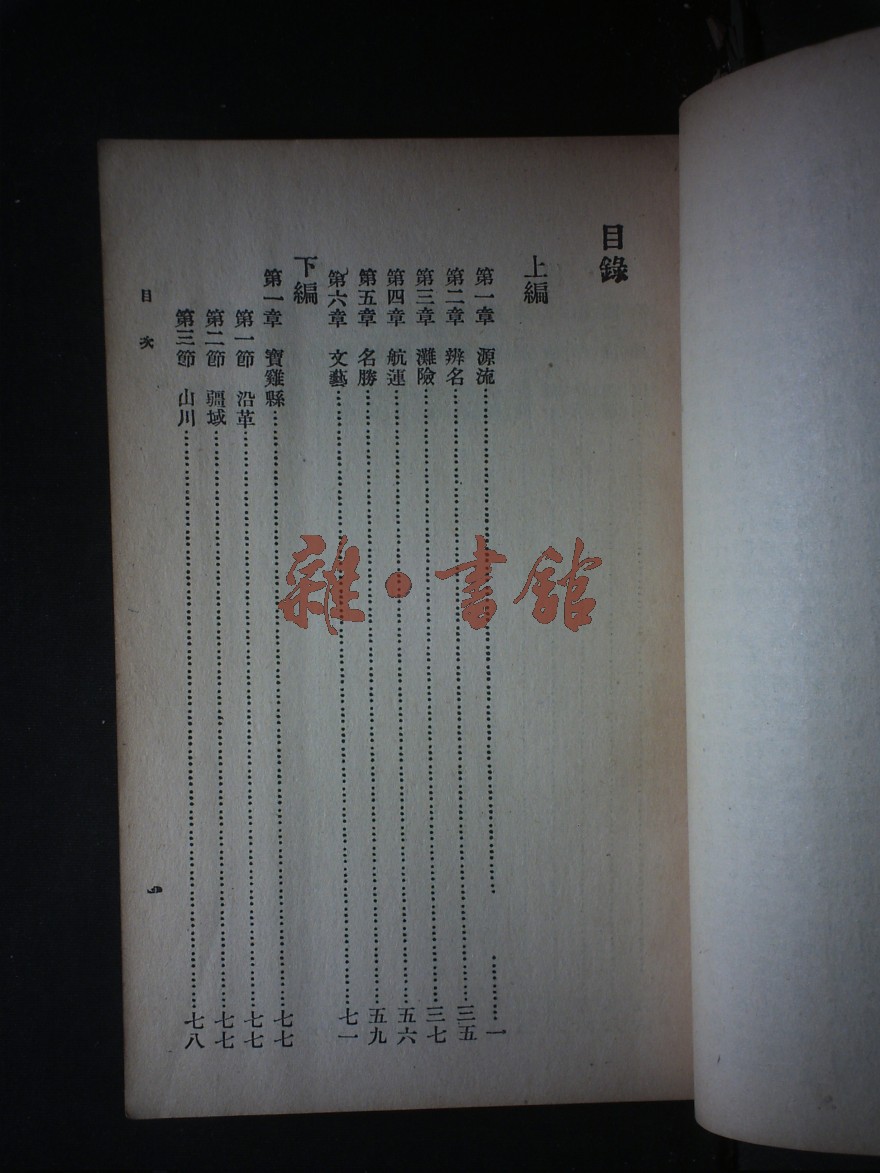 目錄
上編
第一章 源流……一
第二章 辨名……三五
第三章 灘險……三七
第四章 航運……五六
第五章 名勝……五九
第六章 文藝……七一
下編
第一章 寶雞縣……七七
第一節 沿革……七七
第二節 疆域……七七
第三節 山川……七八
目次
雜·書館